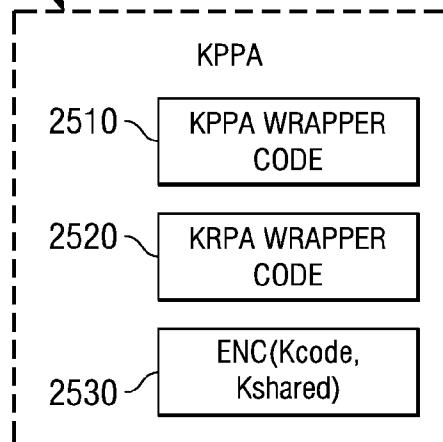 KPPA
2510
KPPA WRAPPER
CODE
2520
KRPA WRAPPER
CODE
ENC(Kcode,
Kshared)
2530